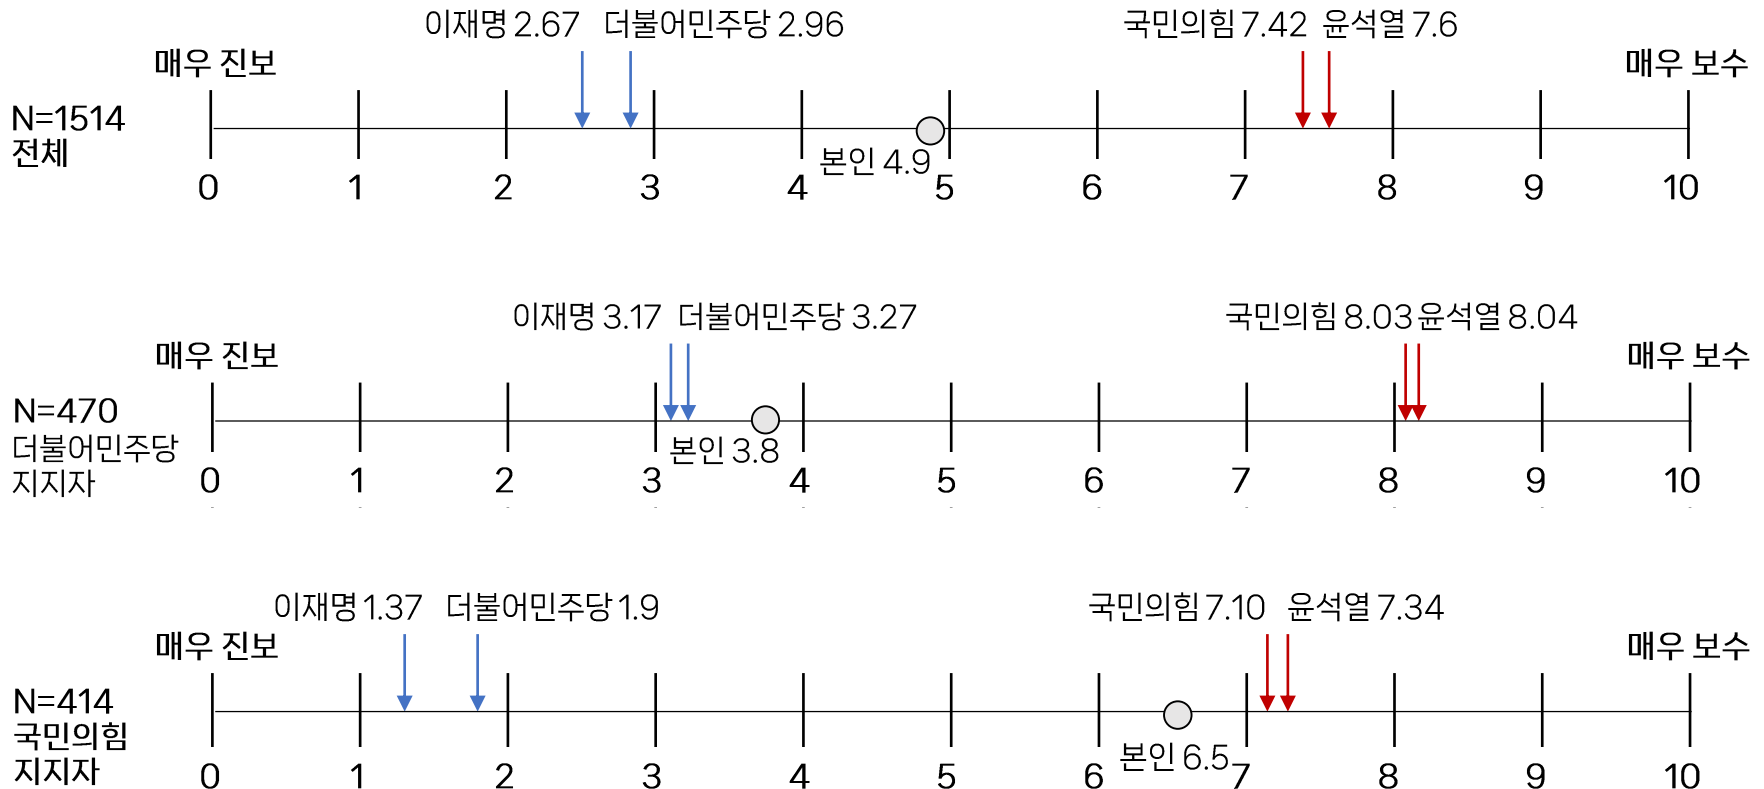 이재명 2.67 더불어민주당 2.96 국민의힘 7.42 윤석열 7.6
매우 진보 매우 보수
N=1514
전체
본인 4.9
0 1 2 3 4 5 6 7 8 9 10
이재명 3.17 더불어민주당 3.27 국민의힘 8.03 윤석열 8.04
매우 진보 매우 보수
N=470
더불어민주당
지지자
본인 3.8
0 1 2 3 4 5 6 7 8 9 10
이재명 1.37 더불어민주당 1.9 국민의힘 7.10 윤석열 7.34
매우 진보 매우 보수
N=414
국민의힘
지지자
본인 6.5
0 1 2 3 4 5 6 7 8 9 10